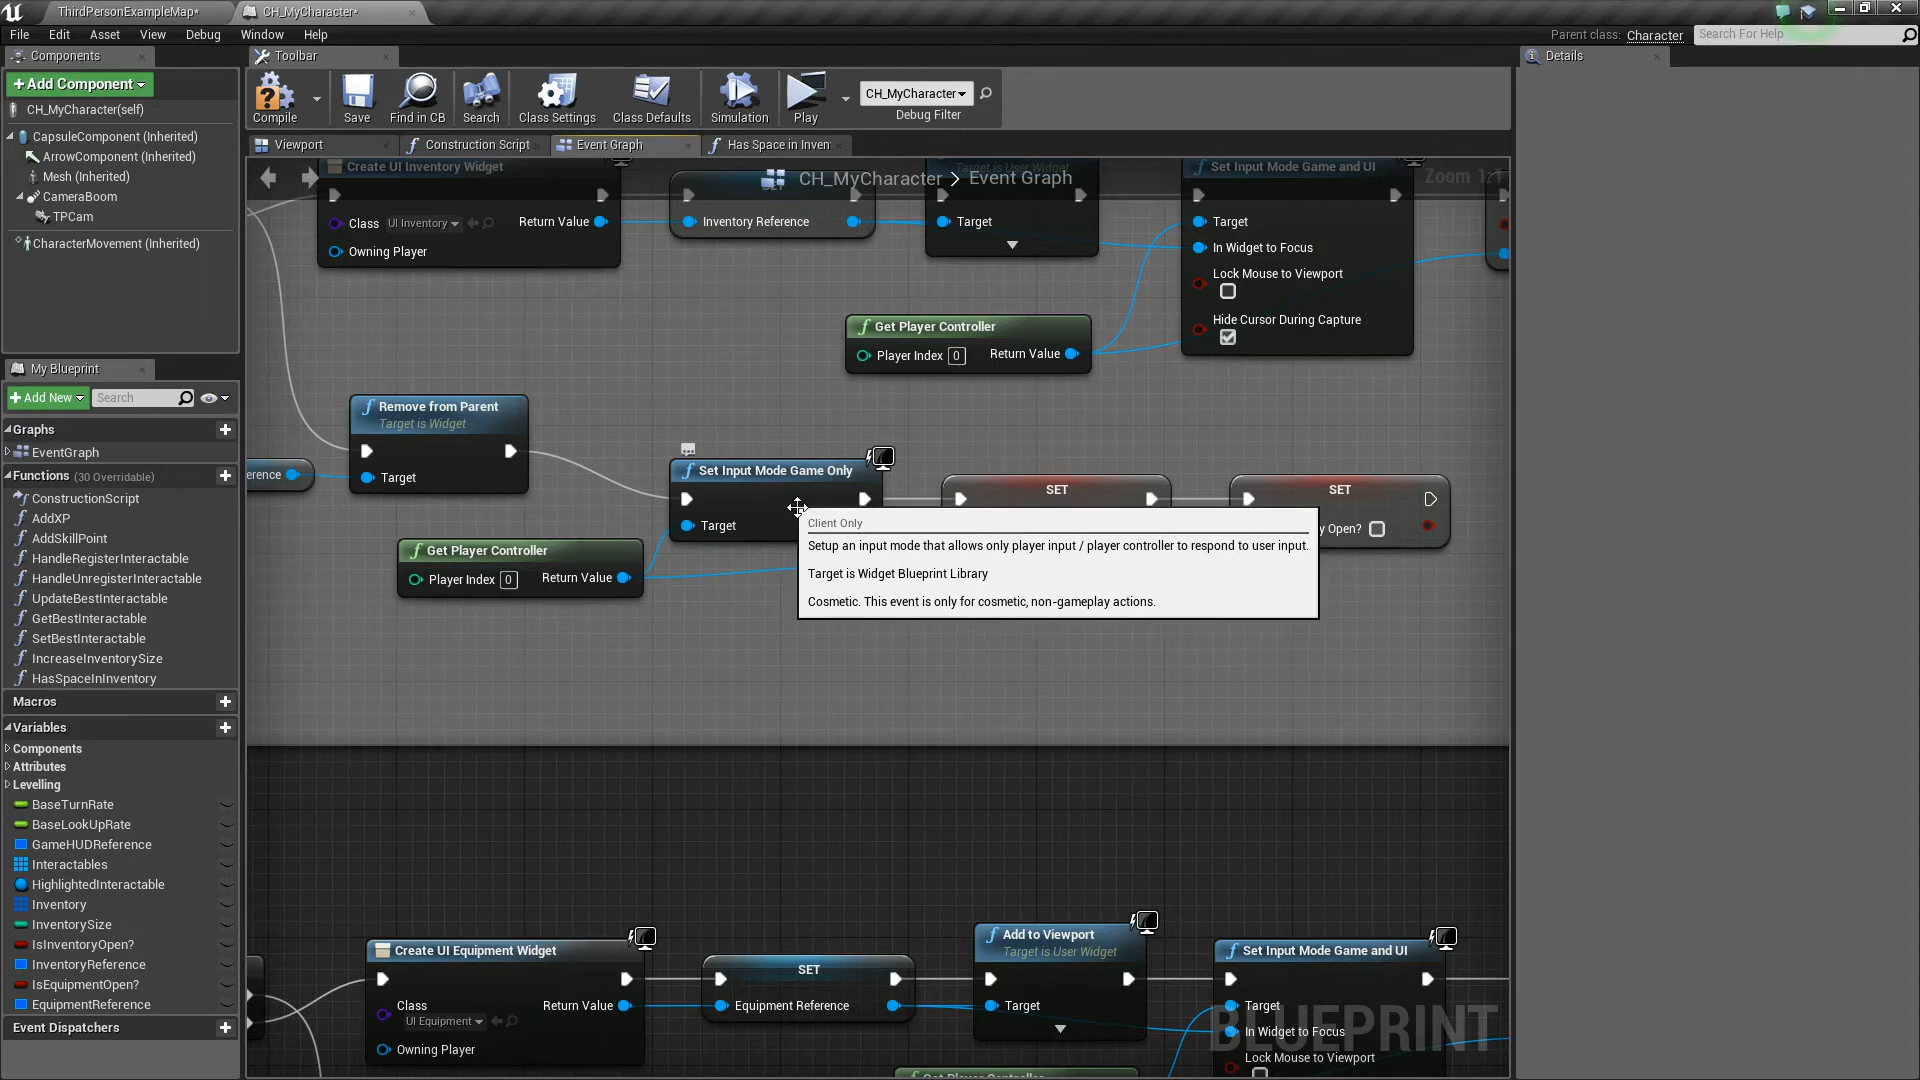 ThirdPersonExampleMap*
CH_MyCharacter*
File Edit Asset View Debug Window Help
Parent class: Character
Search For Help
Components
Toolbar
Details
+Add Component
CH_MyCharacter(self)
CapsuleComponent (Inherited)
ArrowComponent (Inherited)
Mesh (Inherited)
CameraBoom
TPCam
CharacterMovement (Inherited)
Compile
Save
Find in CB
Search
Class Settings
Class Defaults
Simulation
Play
CH_MyCharacter
Debug Filter
Viewport
Construction Script
Event Graph
Has Space in Inven
CH_MyCharacter > Event Graph
Create UI Inventory Widget
Class UI Inventory
Return Value
Owning Player
Inventory Reference
Target is User Widget
Target
Set Input Mode Game and UI
Target
In Widget to Focus
Lock Mouse to Viewport
Hide Cursor During Capture
Get Player Controller
Player Index 0
Return Value
My Blueprint
+Add New
Search
Graphs
EventGraph
Functions (30 Overridable)
ConstructionScript
AddXP
AddSkillPoint
HandleRegisterInteractable
HandleUnregisterInteractable
UpdateBestInteractable
GetBestInteractable
SetBestInteractable
IncreaseInventorySize
HasSpaceInInventory
Macros
Variables
Components
Attributes
Levelling
BaseTurnRate
BaseLookUpRate
GameHUDReference
Interactables
HighlightedInteractable
Inventory
InventorySize
IsInventoryOpen?
InventoryReference
IsEquipmentOpen?
EquipmentReference
Event Dispatchers
Remove from Parent
Target is Widget
Target
erence
Set Input Mode Game Only
Target
SET
SET
y Open?
Get Player Controller
Player Index 0
Return Value
Client Only
Setup an input mode that allows only player input / player controller to respond to user input.
Target is Widget Blueprint Library
Cosmetic. This event is only for cosmetic, non-gameplay actions.
Create UI Equipment Widget
Class
UI Equipment
Return Value
Owning Player
SET
Equipment Reference
Add to Viewport
Target is User Widget
Target
Set Input Mode Game and UI
Target
In Widget to Focus
Lock Mouse to Viewport
BLUEPRINT
Get Player Controller